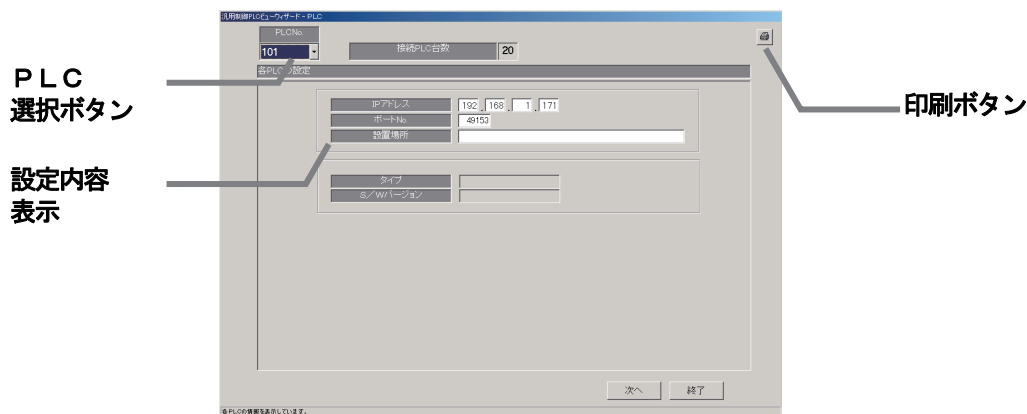 汎用制御PLCビューウィザード - PLC
PLCNo.
101
接続PLC台数 20
各PLCの設定
IPアドレス 192 . 168 . 1 . 171
ポートNo. 49153
設置場所
タイプ
S/Wバージョン
次へ 終了
各PLCの情報を表示しています。
PLC
選択ボタン
設定内容
表示
印刷ボタン